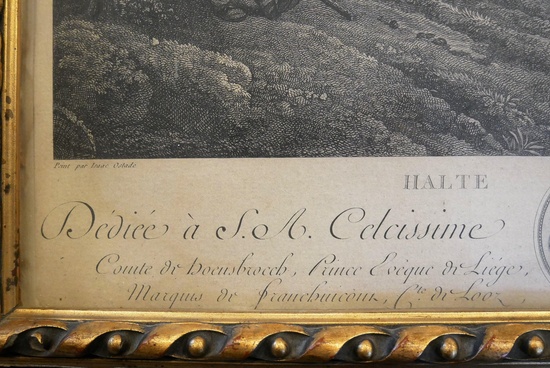 Peint par Isaac Ostade
HALTE
Dédiée à S. A. Celcissime
Comte de hoensbroech, Prince Evêque de Liége,
Marquis de franchimont, Cte. de Looz